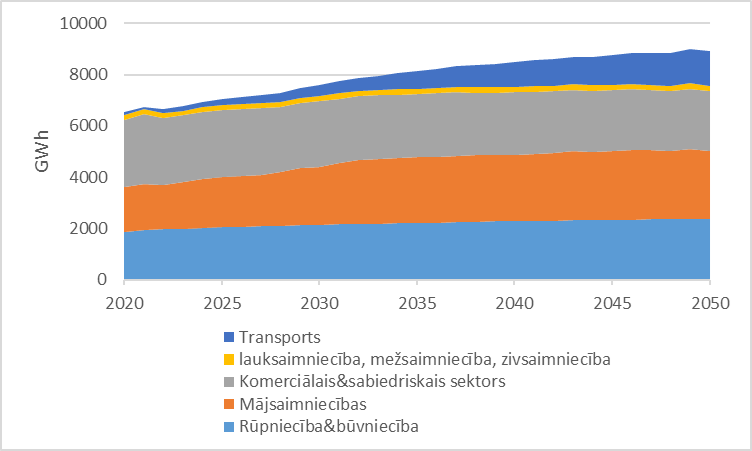 10000
8000
6000
4000
2000
0
GWh
2020 2025 2030 2035 2040 2045 2050
Transports
lauksaimniecība, mežsaimniecība, zivsaimniecība
Komerciālais&sabiedriskais sektors
Mājsaimniecības
Rūpniecība&būvniecība